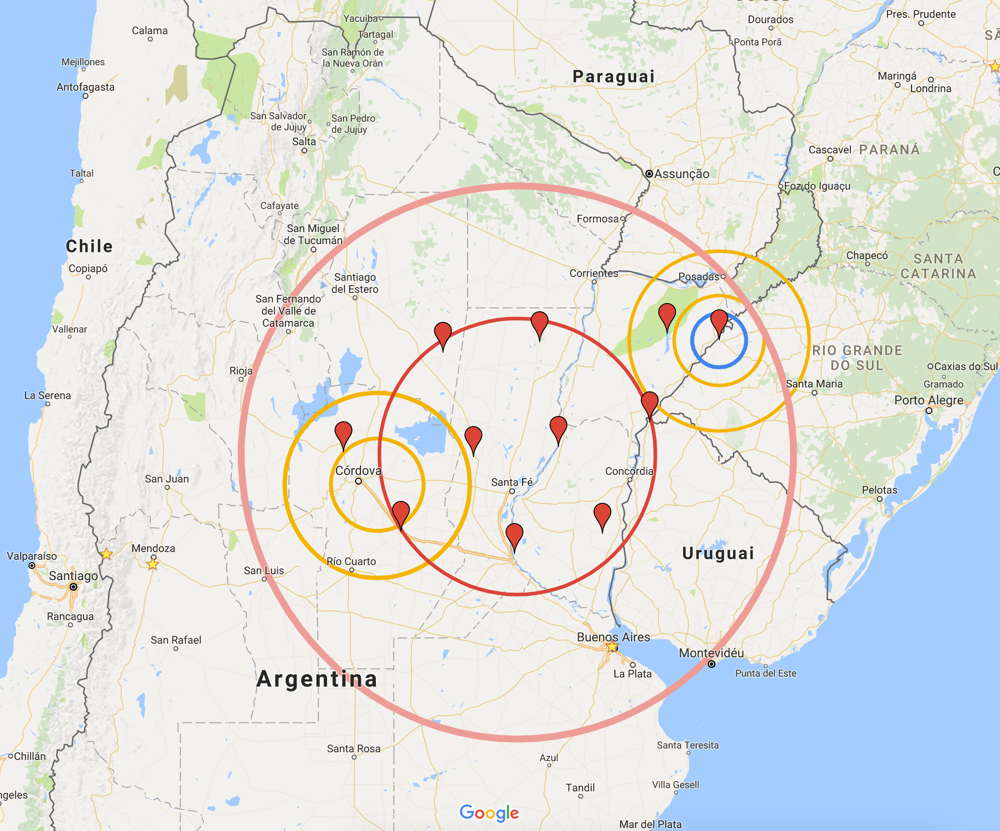 DO SUL
Yacuiba
Calama
Tartagal
Dourados
Pres. Prudente
Ponta Porã
San Ramón de
la Nueva Orán
Mejillones
Paraguai
Maringá
Londrina
Antofagasta
San Salvador
de Jujuy
San Pedro
de Jujuy
Salta
Cascavel
PARANÁ
Taltal
Assunção
Foz do Iguaçu
Cafayate
Formosa
San Miguel
de Tucumán
Chile
Chapecó
SANTA
CATARINA
Copiapó
Corrientes
Posadas
Santiago
del Estero
San Fernando
del Valle de
Catamarca
Vallenar
RIO GRANDE
DO SUL
Caxias do Sul
Rioja
Santa Maria
Gramado
La Serena
Porto Alegre
Córdova
Concórdia
San Juan
Santa Fé
Pelotas
Mendoza
Valparaíso
Uruguai
Río Cuarto
San Luis
Santiago
Rancagua
San Rafael
Buenos Aires
Montevidéu
La Plata
Punta del Este
Argentina
Santa Teresita
Santa Rosa
Chillán
Azul
Villa Gesell
Tandil
ngeles
Google
Mar del Plata